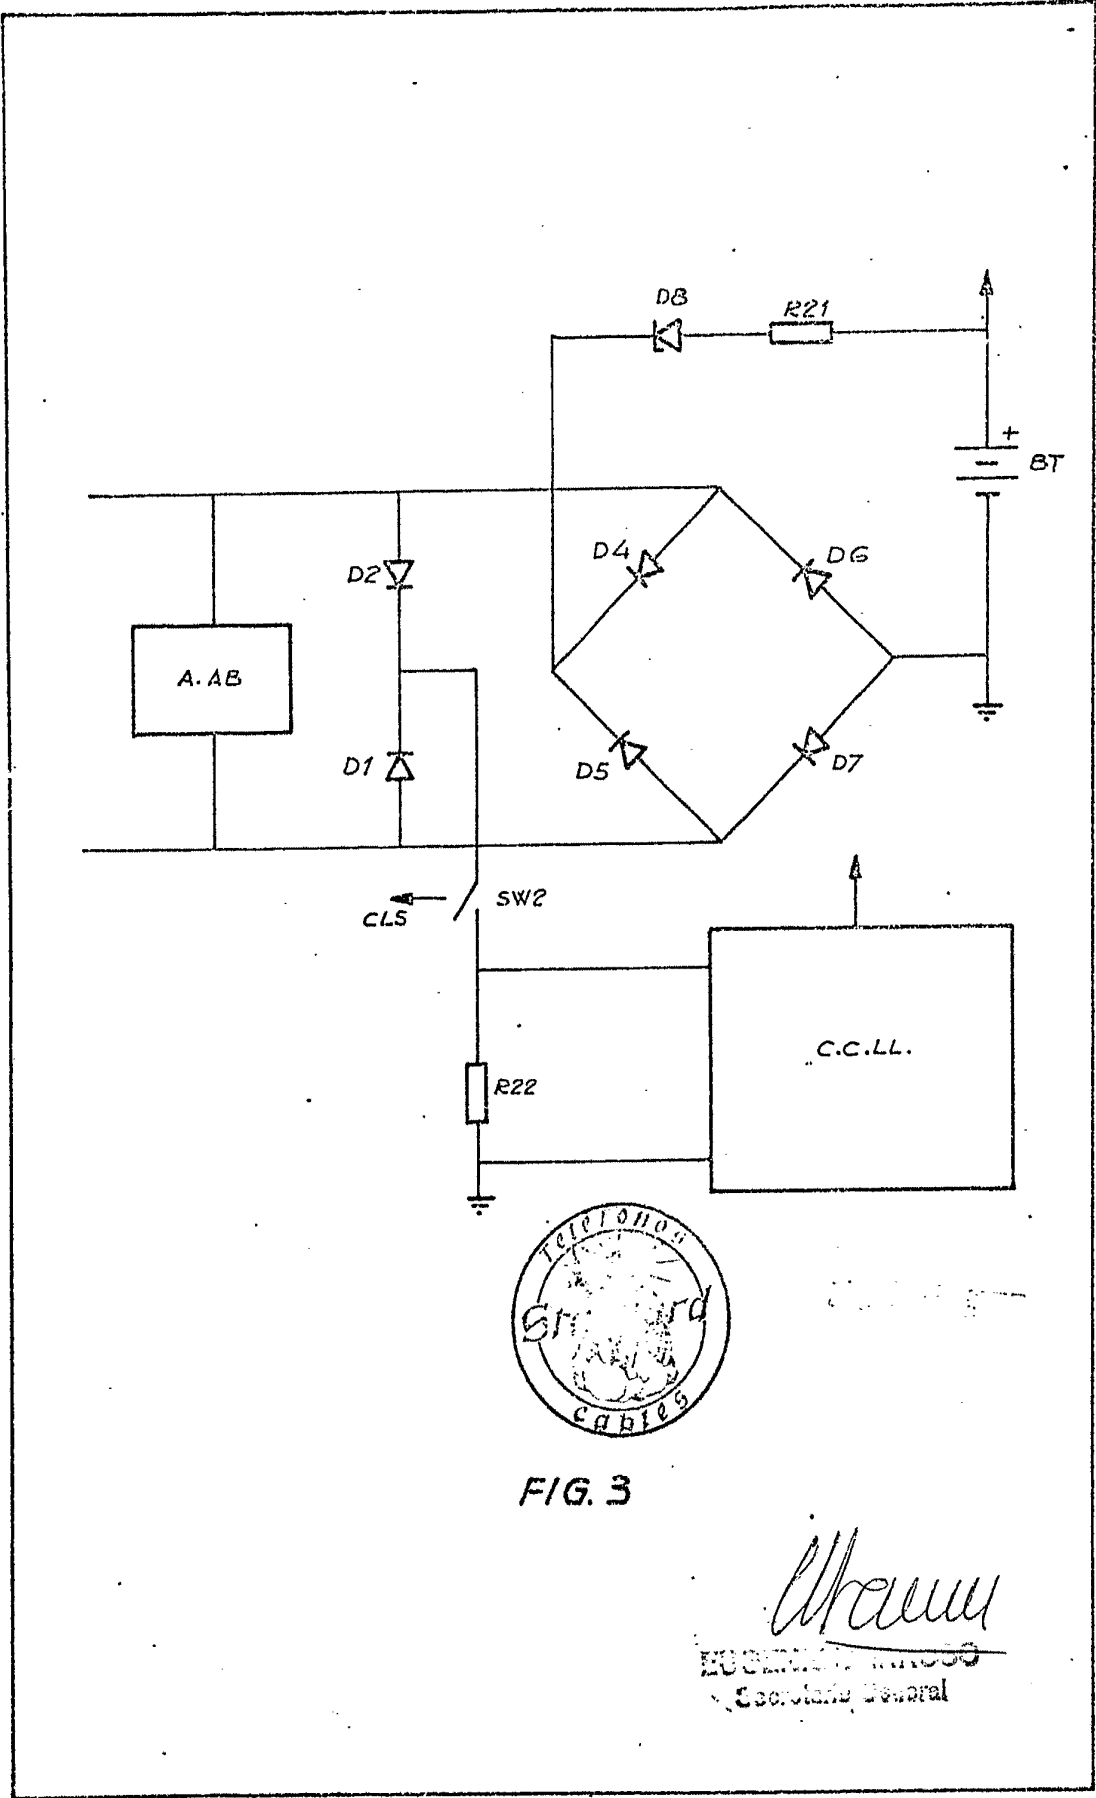 D8
R21
+
BT
D4
D6
D2
A.AB
D1
D5
D7
CL5
SW2
C.C.LL.
R22
Telefonos
cables
FIG. 3
Secretario General